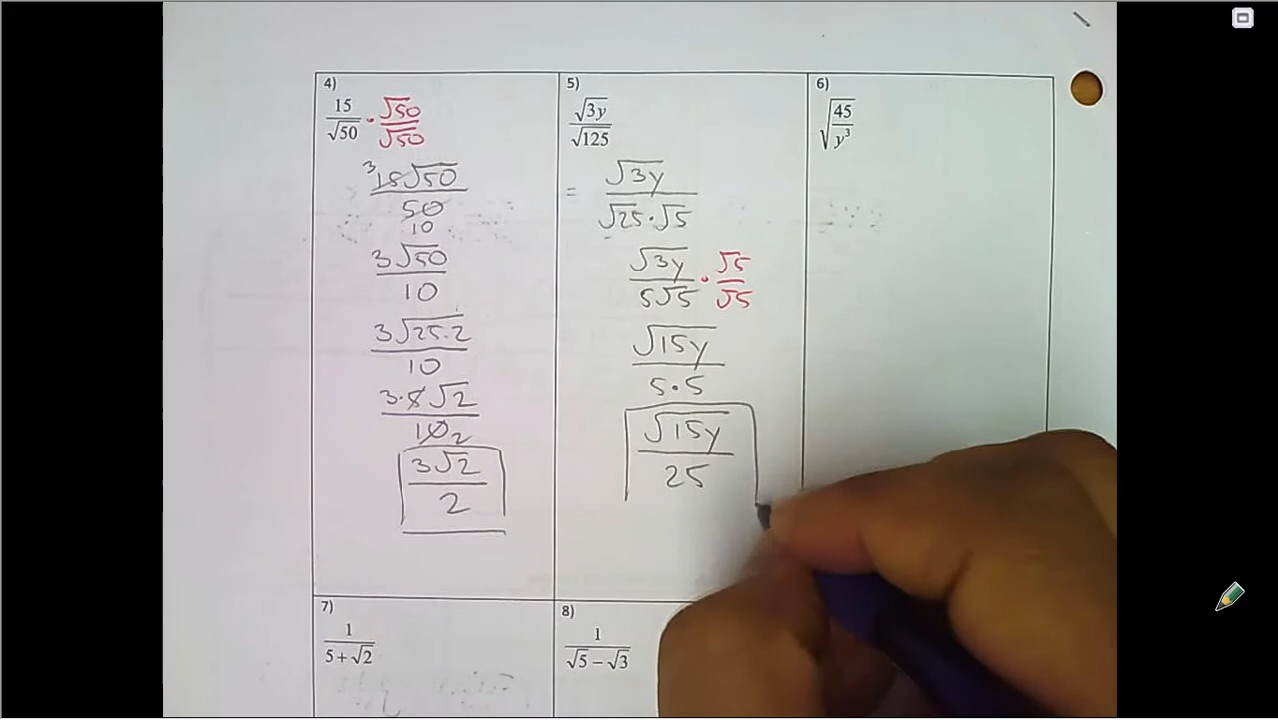 4)
15/√50 · √50/√50
3
15√50/50
10
3√50/10
3√25·2/10
3·5√2/10 2
3√2/2
5)
√3y/√125
= √3y/√25·√5
√3y/5√5 · √5/√5
√15y/5·5
√15y/25
6)
√45/y³
7)
1/5+√2
8)
1/√5−√3